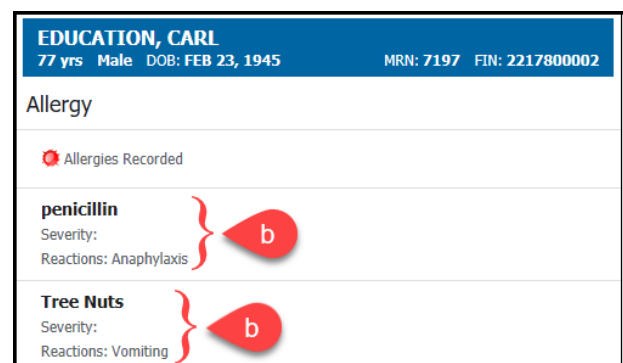 EDUCATION, CARL
77 yrs Male DOB: FEB 23, 1945 MRN: 7197 FIN: 2217800002
Allergy
Allergies Recorded
penicillin
Severity:
b
Reactions: Anaphylaxis
Tree Nuts
Severity:
b
Reactions: Vomiting